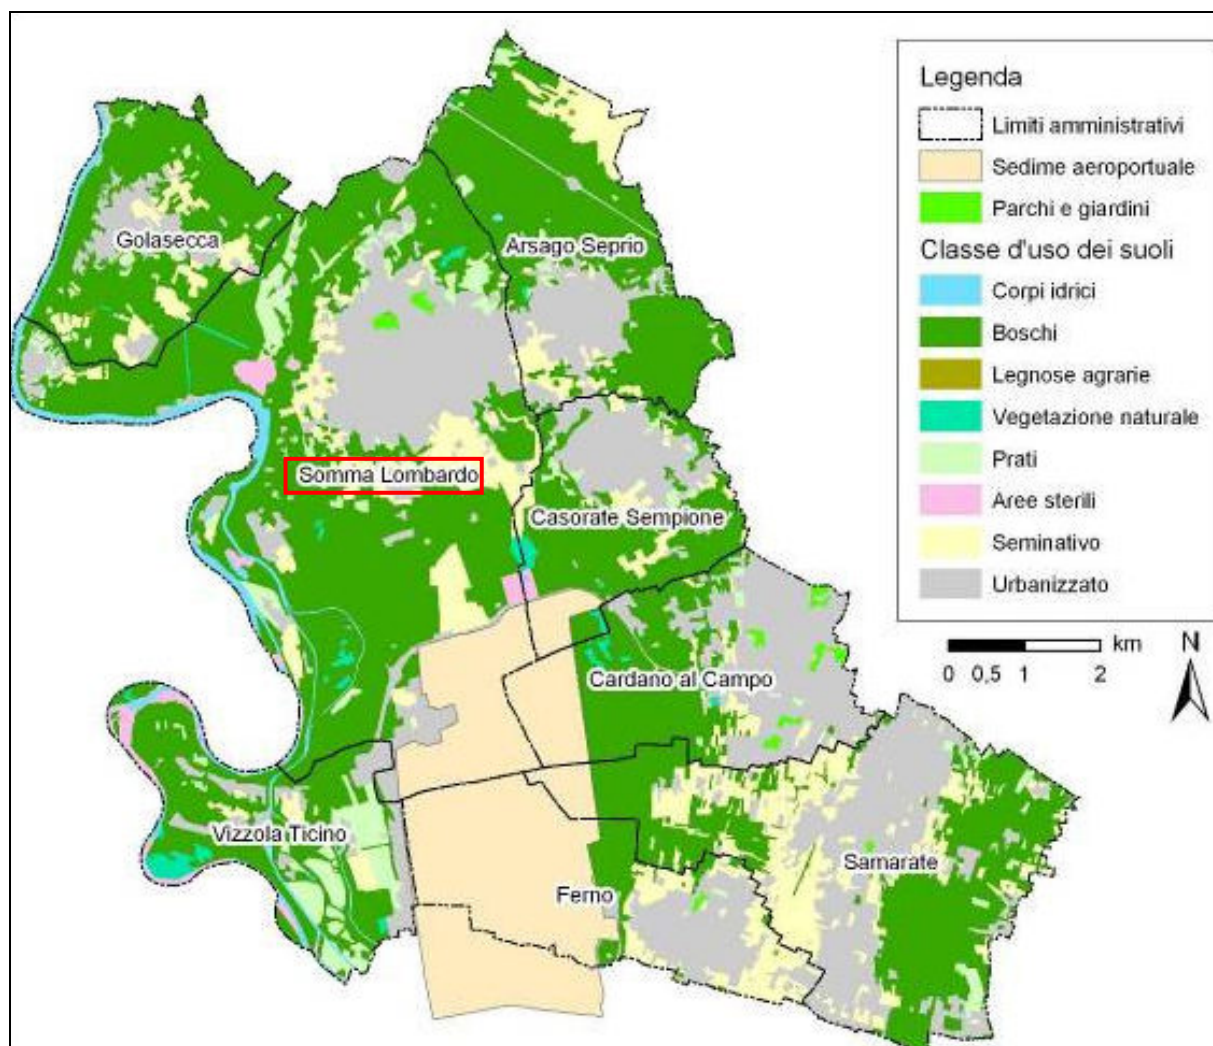 Legenda
Limiti amministrativi
Sedime aeroportuale
Parchi e giardini
Classe d'uso dei suoli
Corpi idrici
Boschi
Legnose agrarie
Vegetazione naturale
Prati
Aree sterili
Seminativo
Urbanizzato
km
0 0,5 1 2
N
Golasecca
Arsago Seprio
Somma Lombardo
Casorate Sempione
Cardano al Campo
Vizzola Ticino
Samarate
Ferno